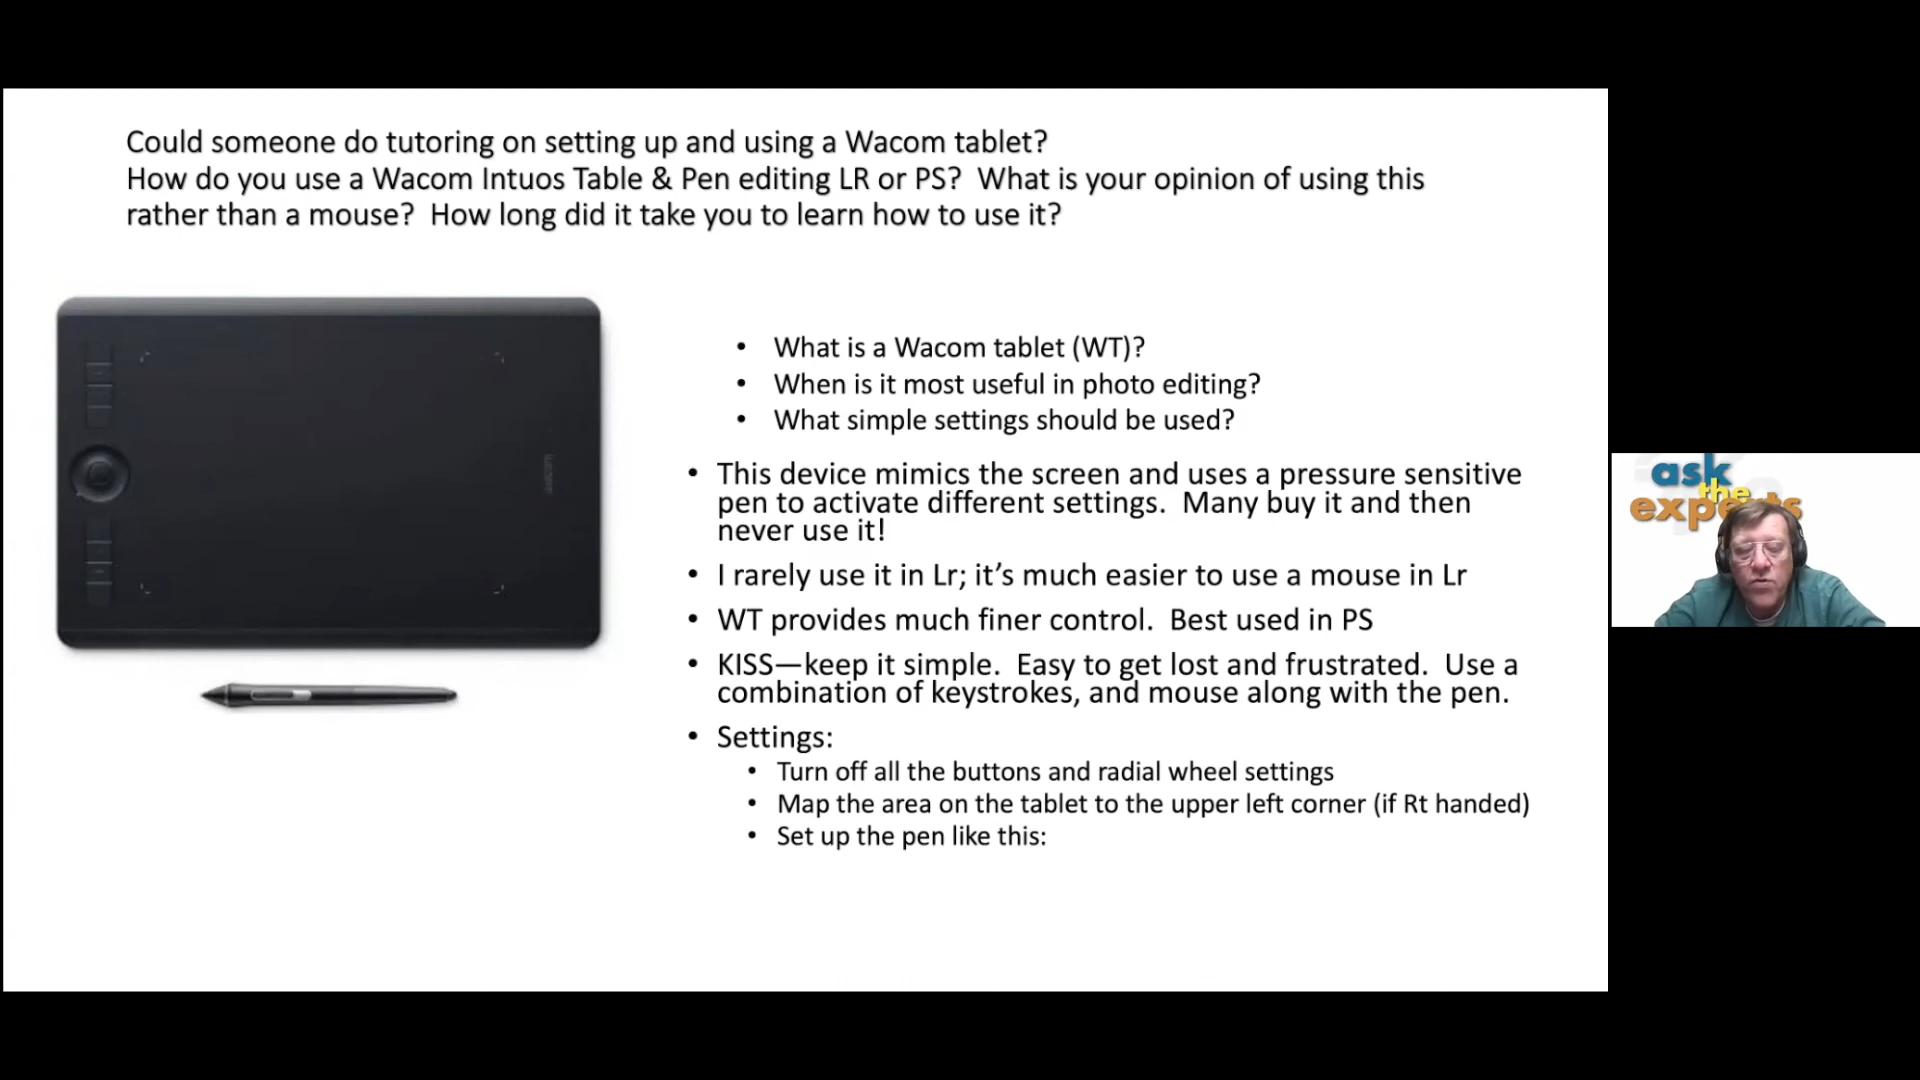 Could someone do tutoring on setting up and using a Wacom tablet?
How do you use a Wacom Intuos Table & Pen editing LR or PS?  What is your opinion of using this
rather than a mouse?  How long did it take you to learn how to use it?
• What is a Wacom tablet (WT)?
• When is it most useful in photo editing?
• What simple settings should be used?
• This device mimics the screen and uses a pressure sensitive
pen to activate different settings.  Many buy it and then
never use it!
• I rarely use it in Lr; it’s much easier to use a mouse in Lr
• WT provides much finer control.  Best used in PS
• KISS—keep it simple.  Easy to get lost and frustrated.  Use a
combination of keystrokes, and mouse along with the pen.
• Settings:
• Turn off all the buttons and radial wheel settings
• Map the area on the tablet to the upper left corner (if Rt handed)
• Set up the pen like this:
wacom
ask
the
experts